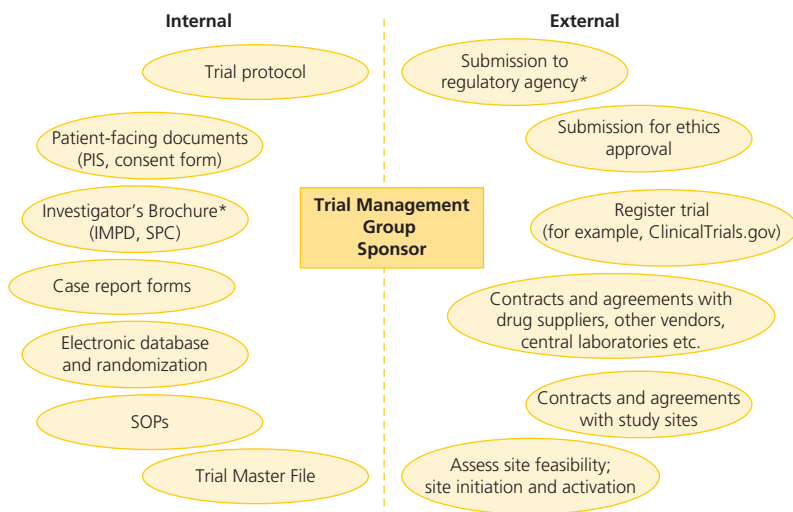 Internal
Trial protocol
Patient-facing documents
(PIS, consent form)
Investigator's Brochure*
(IMPD, SPC)
Case report forms
Electronic database
and randomization
SOPs
Trial Master File
Trial Management
Group
Sponsor
External
Submission to
regulatory agency*
Submission for ethics
approval
Register trial
(for example, ClinicalTrials.gov)
Contracts and agreements with
drug suppliers, other vendors,
central laboratories etc.
Contracts and agreements
with study sites
Assess site feasibility;
site initiation and activation